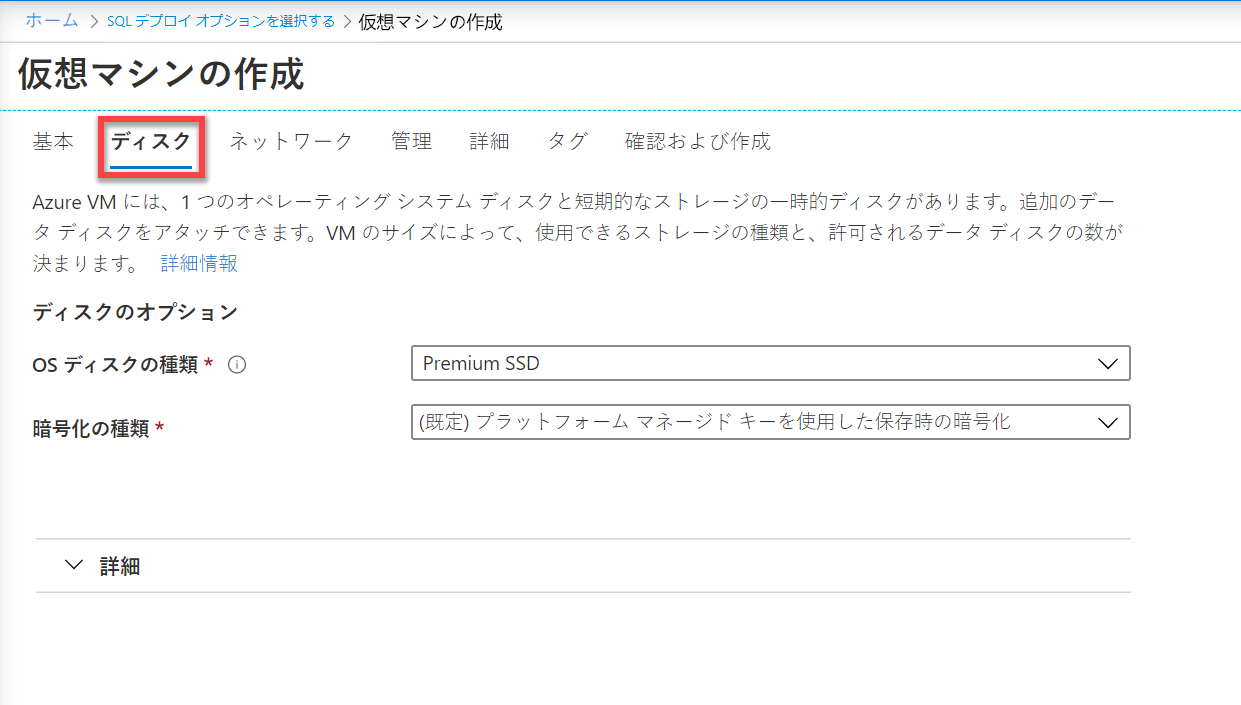 ホーム > SQL デプロイ オプションを選択する > 仮想マシンの作成
仮想マシンの作成
基本 ディスク ネットワーク 管理 詳細 タグ 確認および作成
Azure VM には、1 つのオペレーティング システム ディスクと短期的なストレージの一時的ディスクがあります。追加のデー
タ ディスクをアタッチできます。VM のサイズによって、使用できるストレージの種類と、許可されるデータ ディスクの数が
決まります。 詳細情報
ディスクのオプション
OS ディスクの種類 * Premium SSD
暗号化の種類 * (既定) プラットフォーム マネージド キーを使用した保存時の暗号化
詳細